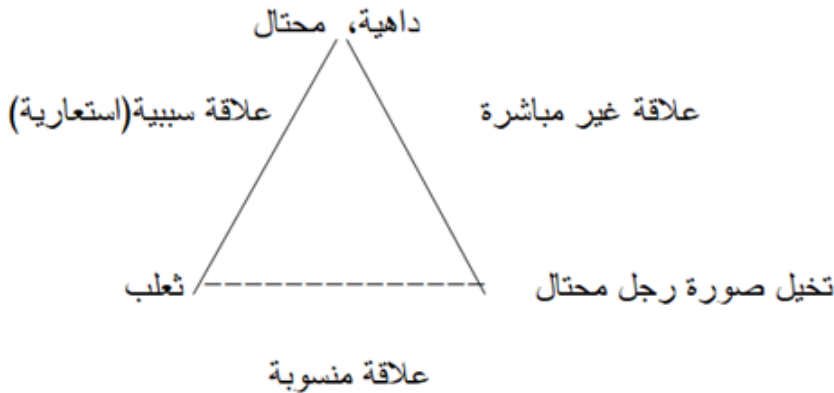 داهية، محتال
علاقة غير مباشرة
علاقة سببية(استعارية)
تخيل صورة رجل محتال
ثعلب
علاقة منسوبة